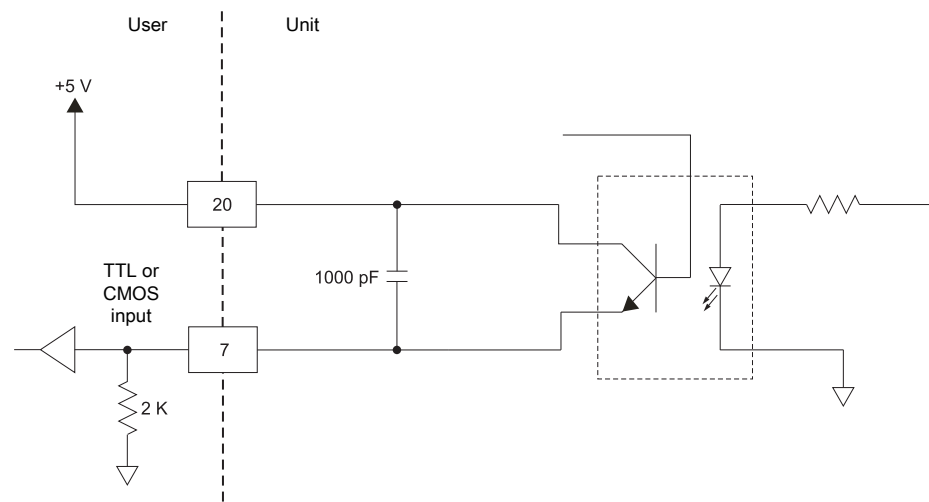 User
Unit
+5 V
20
1000 pF
TTL or
CMOS
input
7
2 K